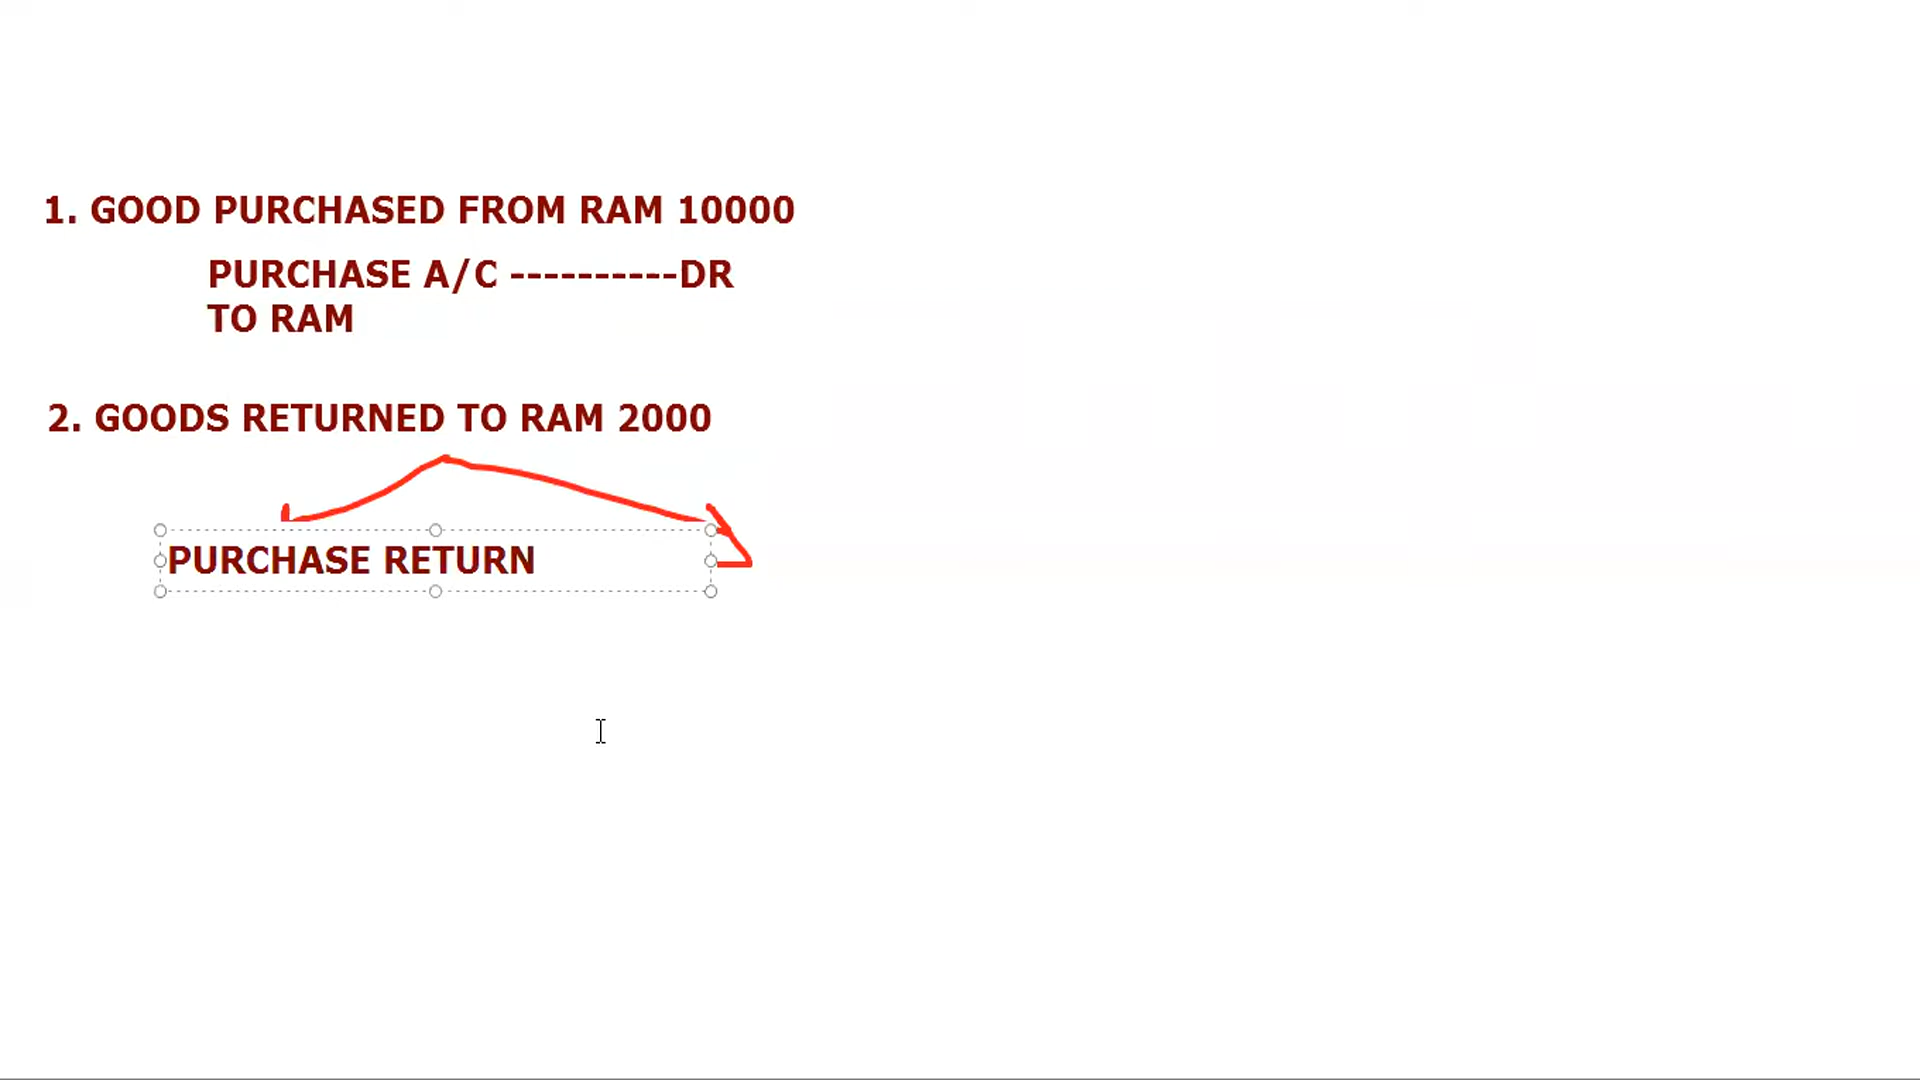 1. GOOD PURCHASED FROM RAM 10000
PURCHASE A/C ----------DR
TO RAM
2. GOODS RETURNED TO RAM 2000
PURCHASE RETURN